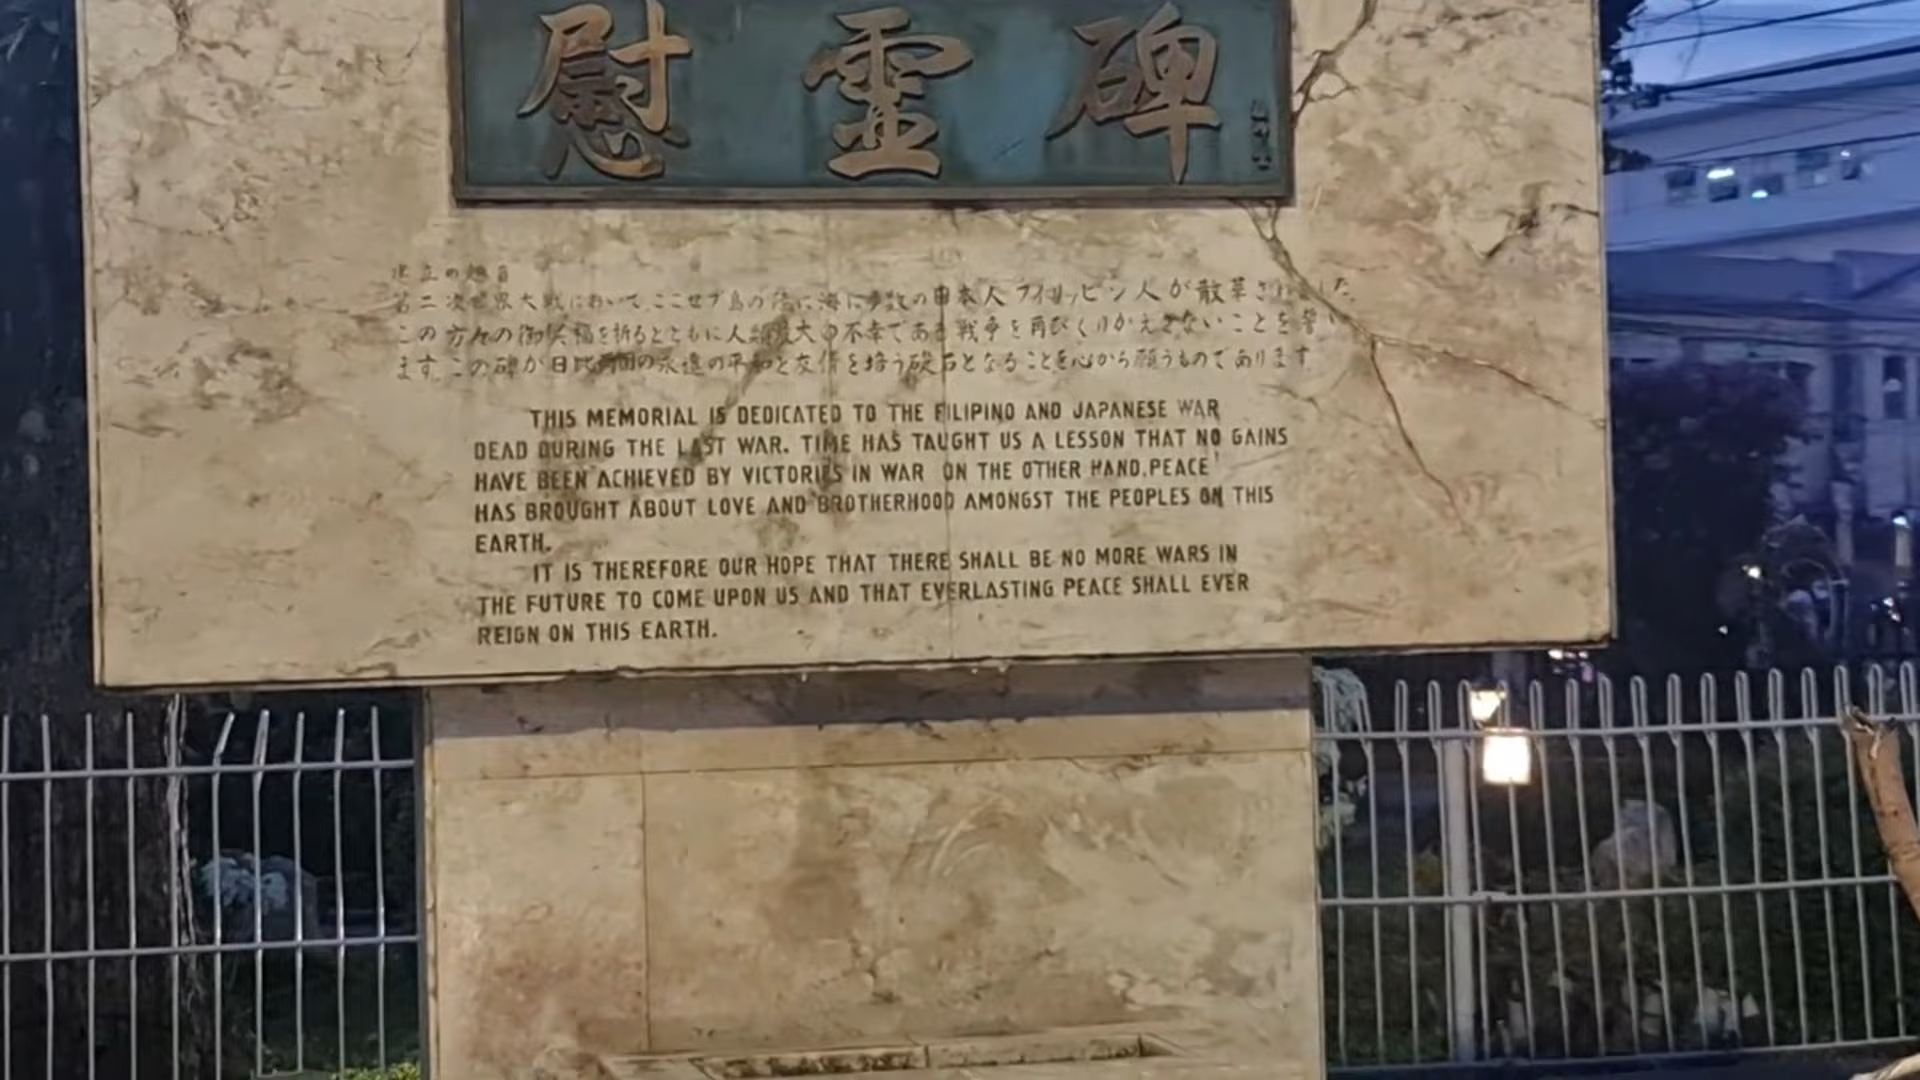 慰霊碑
建立の趣旨
第二次世界大戦において、ここセブ島の陸に海に多数の日本人フィリッピン人が散華されました。
この方々の御冥福を祈るとともに人類最大の不幸である戦争を再びくりかえさないことを誓い
ます。この碑が日比両国の永遠の平和と友情を培う礎石となることを心から願うものであります。
THIS MEMORIAL IS DEDICATED TO THE FILIPINO AND JAPANESE WAR
DEAD DURING THE LAST WAR. TIME HAS TAUGHT US A LESSON THAT NO GAINS
HAVE BEEN ACHIEVED BY VICTORIES IN WAR ON THE OTHER HAND, PEACE
HAS BROUGHT ABOUT LOVE AND BROTHERHOOD AMONGST THE PEOPLES ON THIS
EARTH.
IT IS THEREFORE OUR HOPE THAT THERE SHALL BE NO MORE WARS IN
THE FUTURE TO COME UPON US AND THAT EVERLASTING PEACE SHALL EVER
REIGN ON THIS EARTH.